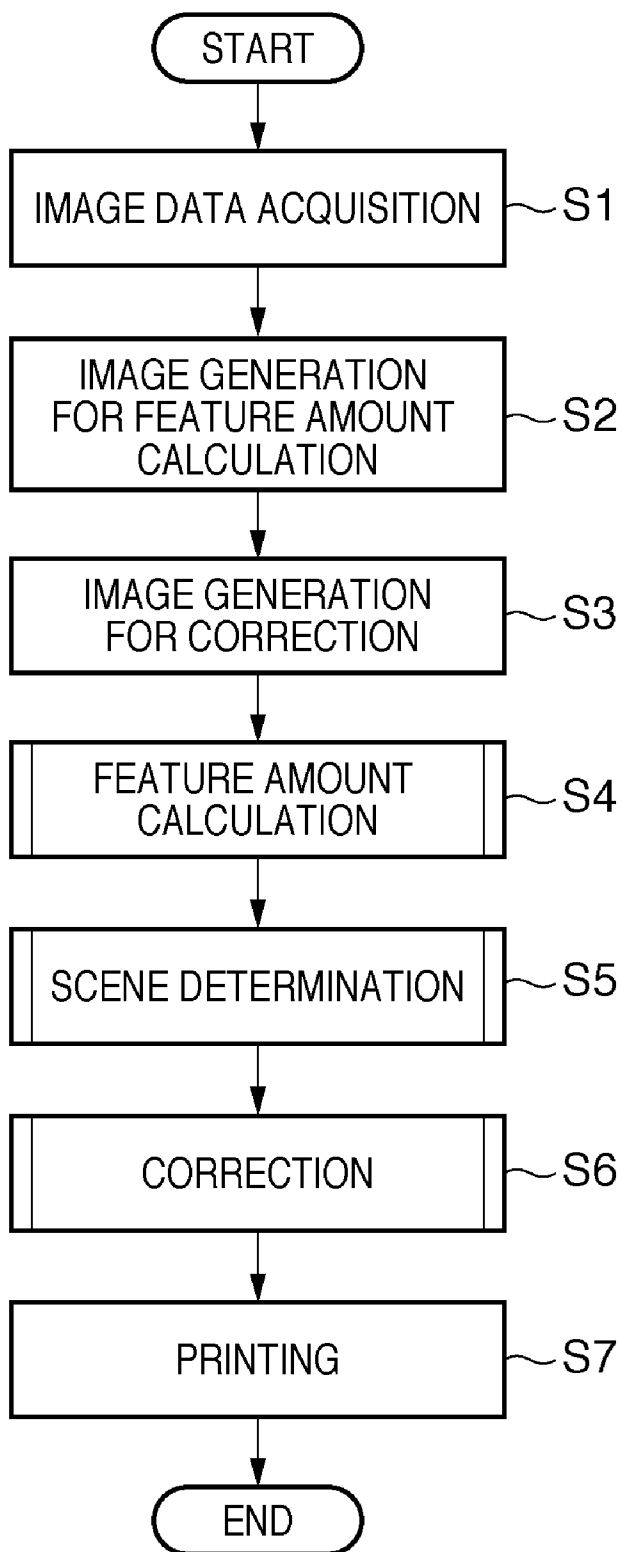 START
IMAGE DATA ACQUISITION
S1
IMAGE GENERATION
FOR FEATURE AMOUNT
CALCULATION
S2
IMAGE GENERATION
FOR CORRECTION
S3
FEATURE AMOUNT
CALCULATION
S4
SCENE DETERMINATION
S5
CORRECTION
S6
PRINTING
S7
END